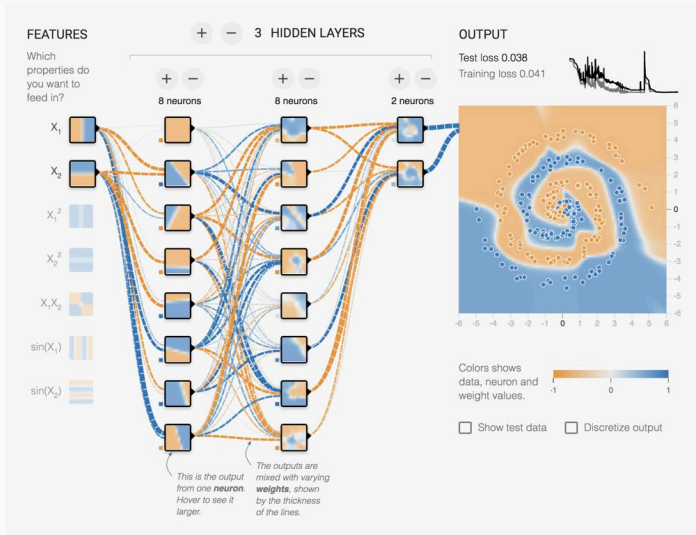 FEATURES
Which
properties do
you want to
feed in?
X1
X2
X1²
X2²
X1X2
sin(X1)
sin(X2)
+ − 3 HIDDEN LAYERS
+ −
8 neurons
+ −
8 neurons
+ −
2 neurons
This is the output
from one neuron.
Hover to see it
larger.
The outputs are
mixed with varying
weights, shown
by the thickness
of the lines.
OUTPUT
Test loss 0.038
Training loss 0.041
6
5
4
3
2
1
0
-1
-2
-3
-4
-5
-6
-6 -5 -4 -3 -2 -1 0 1 2 3 4 5 6
Colors shows
data, neuron and
weight values.
-1 0 1
Show test data
Discretize output